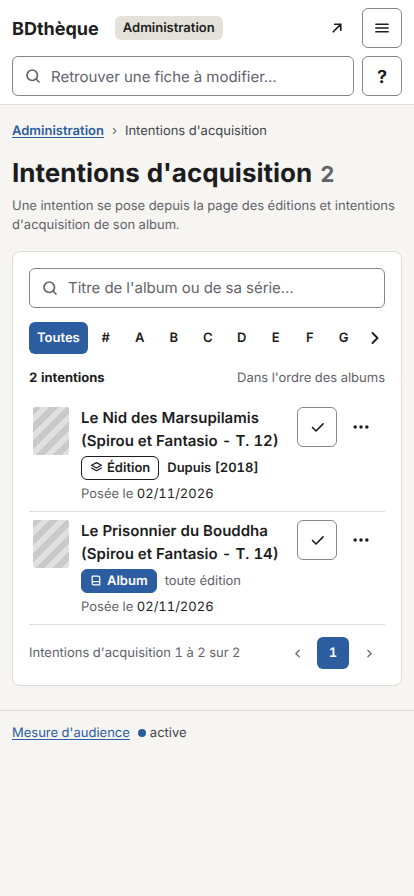 BDthèque Administration
Retrouver une fiche à modifier... ?
Administration › Intentions d'acquisition
Intentions d'acquisition 2
Une intention se pose depuis la page des éditions et intentions
d'acquisition de son album.
Titre de l'album ou de sa série...
Toutes # A B C D E F G
2 intentions Dans l'ordre des albums
Le Nid des Marsupilamis
(Spirou et Fantasio - T. 12)
Édition Depuis [2018]
Posée le 02/11/2026
Le Prisonnier du Bouddha
(Spirou et Fantasio - T. 14)
Album toute édition
Posée le 02/11/2026
Intentions d'acquisition 1 à 2 sur 2 ‹ 1 ›
Mesure d'audience active